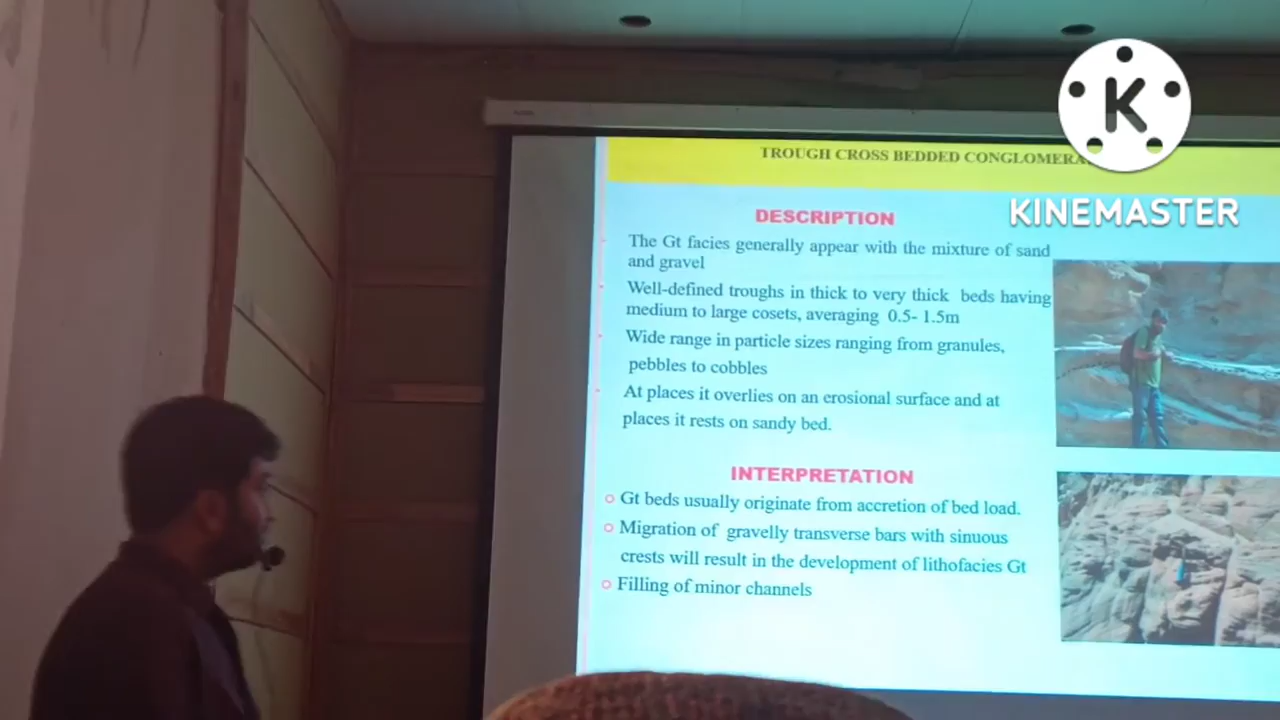 TROUGH CROSS BEDDED CONGLOMERA
K
KINEMASTER
DESCRIPTION
The Gt facies generally appear with the mixture of sand
and gravel
Well-defined troughs in thick to very thick beds having
medium to large cosets, averaging 0.5- 1.5m
Wide range in particle sizes ranging from granules,
pebbles to cobbles
At places it overlies on an erosional surface and at
places it rests on sandy bed.
INTERPRETATION
Gt beds usually originate from accretion of bed load.
Migration of gravelly transverse bars with sinuous
crests will result in the development of lithofacies Gt
Filling of minor channels